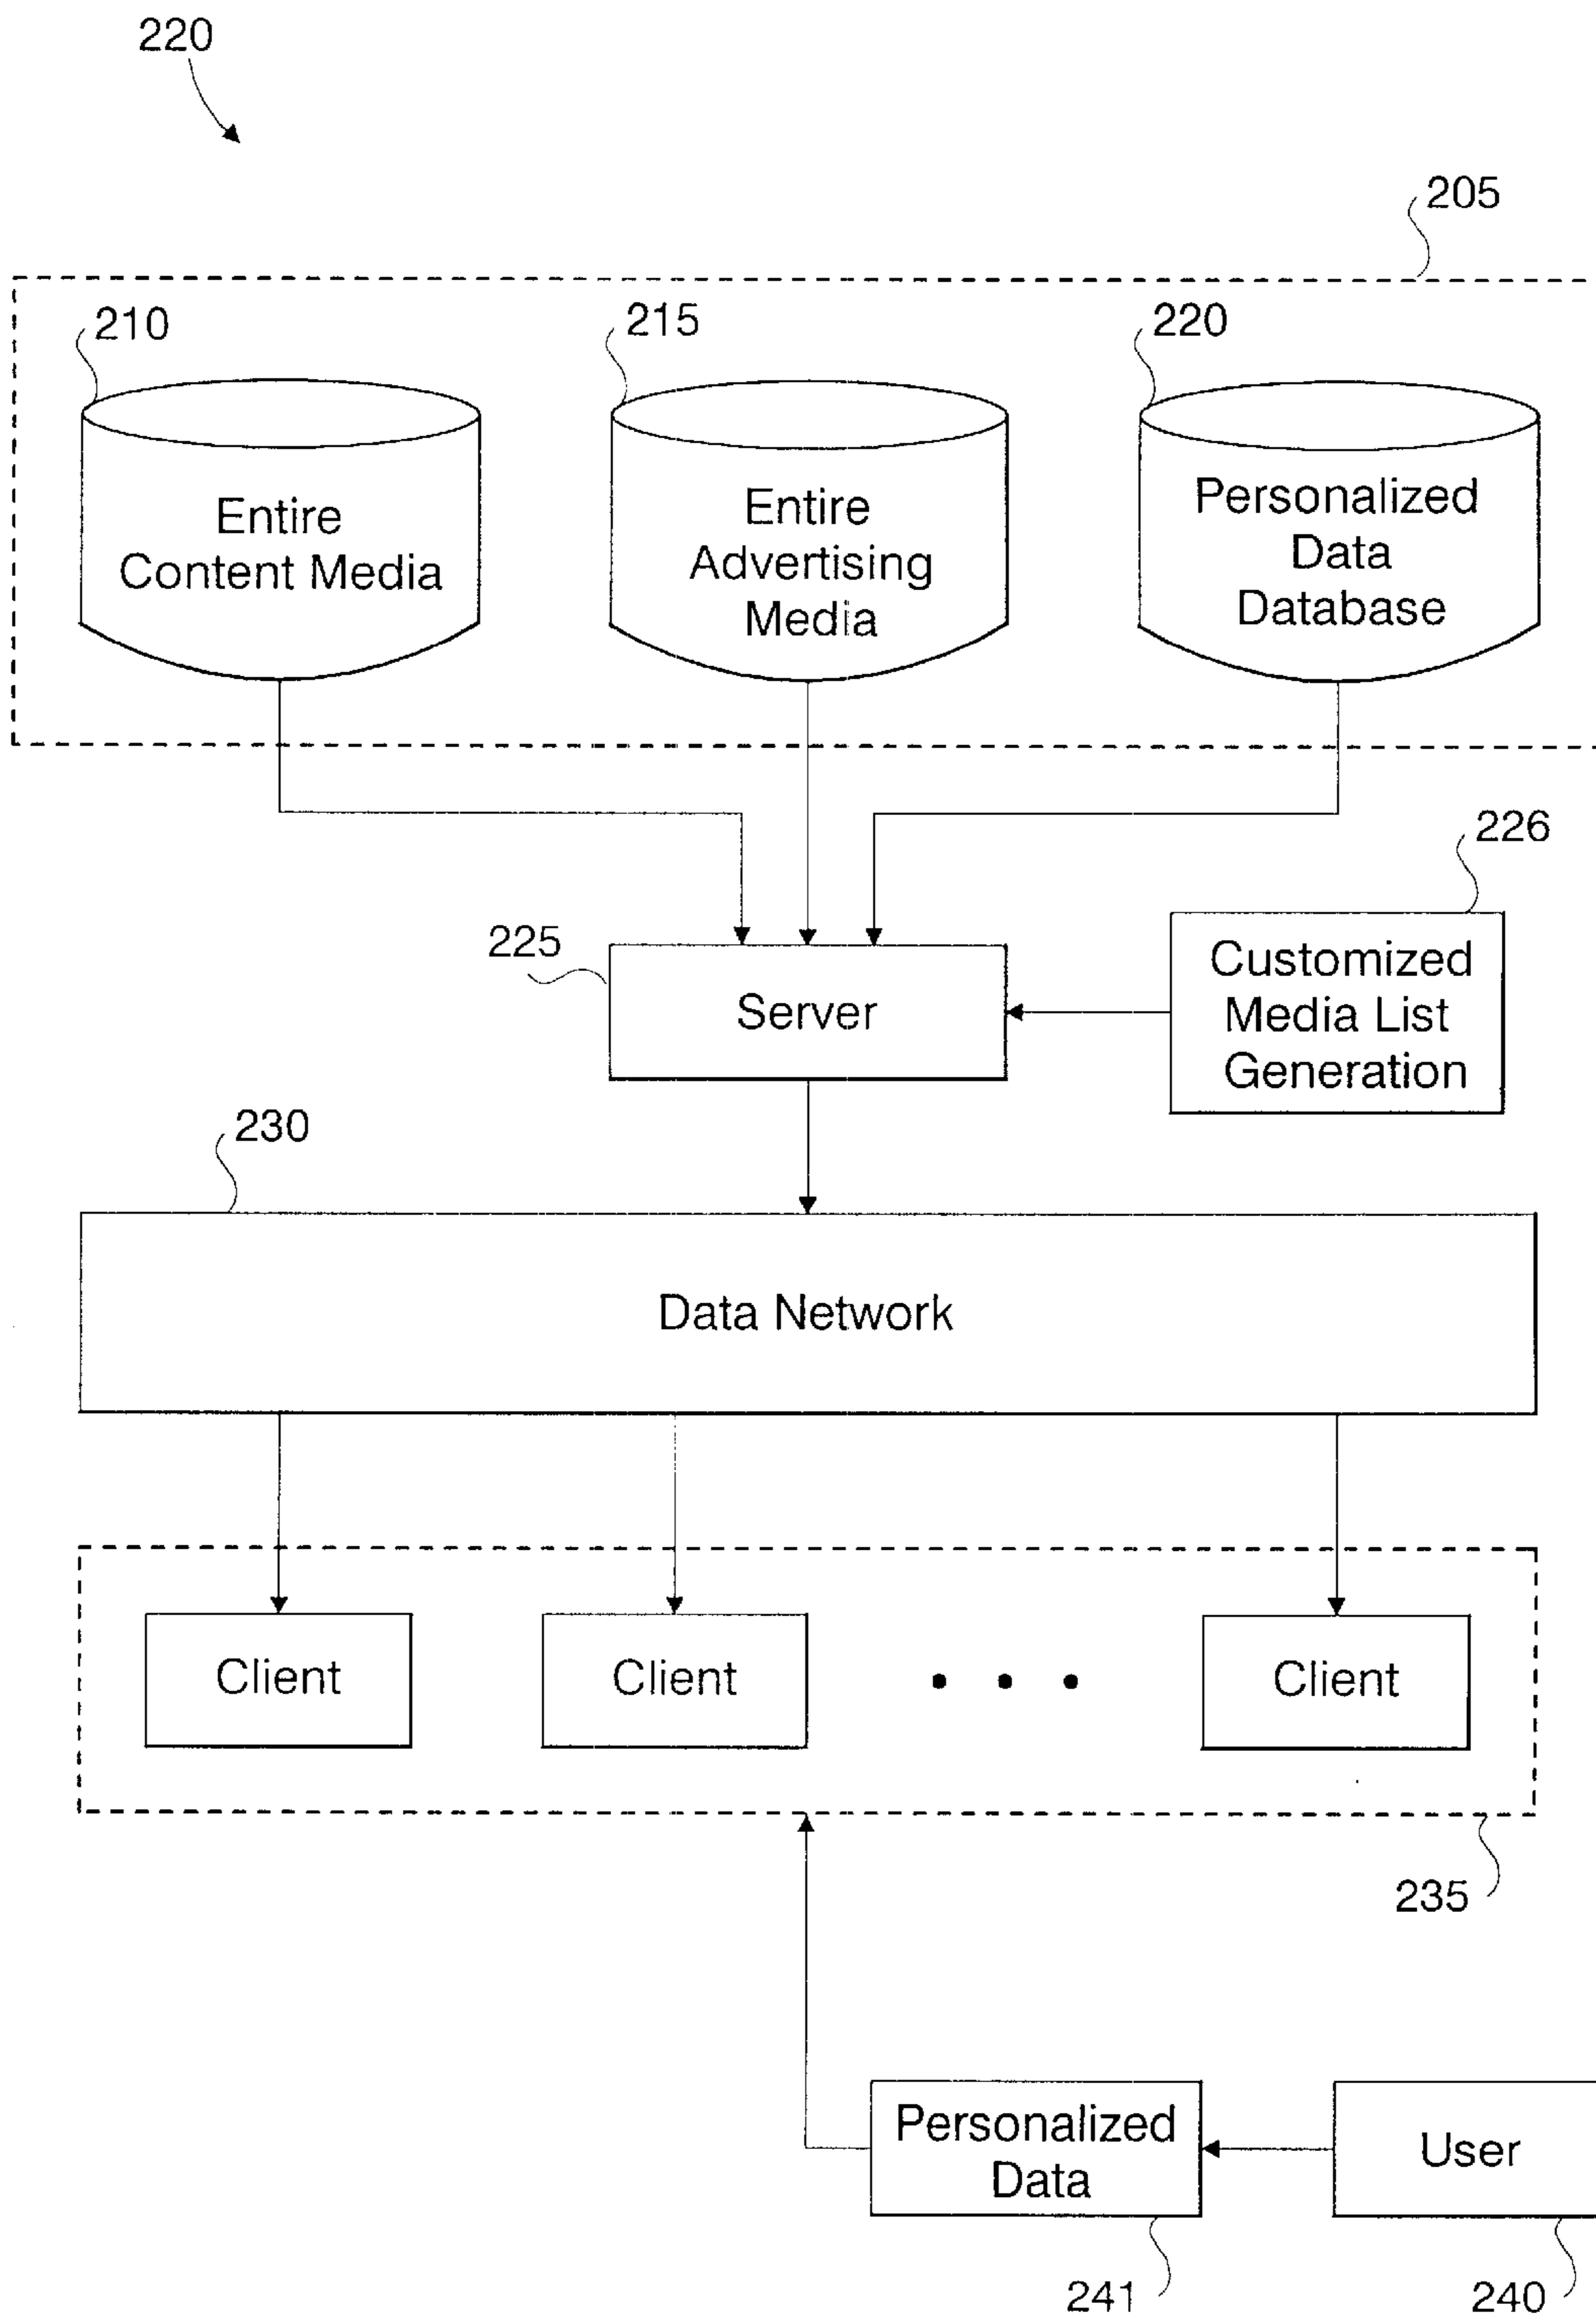 220
205
210
215
220
Entire
Content Media
Entire
Advertising
Media
Personalized
Data
Database
226
225
Server
Customized
Media List
Generation
230
Data Network
Client
Client
Client
235
Personalized
Data
User
241
240